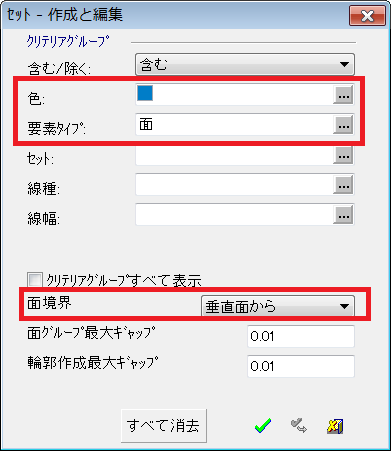 ｾｯﾄ - 作成と編集
ｸﾘﾃﾘｱｸﾞﾙｰﾌﾟ
含む/除く: 含む
色: ...
要素ﾀｲﾌﾟ: 面 ...
ｾｯﾄ: ...
線種: ...
線幅: ...
ｸﾘﾃﾘｱｸﾞﾙｰﾌﾟすべて表示
面境界 垂直面から
面ｸﾞﾙｰﾌﾟ最大ｷﾞｬｯﾌﾟ 0.01
輪郭作成最大ｷﾞｬｯﾌﾟ 0.01
すべて消去